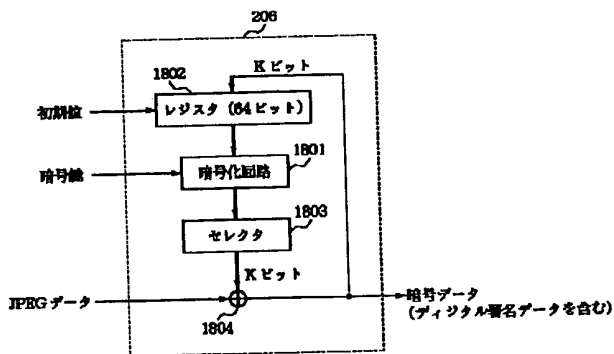 206
Kビット
1802
レジスタ（64ビット）
初期値
1801
暗号化回路
暗号鍵
1803
セレクタ
Kビット
JPEGデータ
1804
暗号データ
（ディジタル署名データを含む）